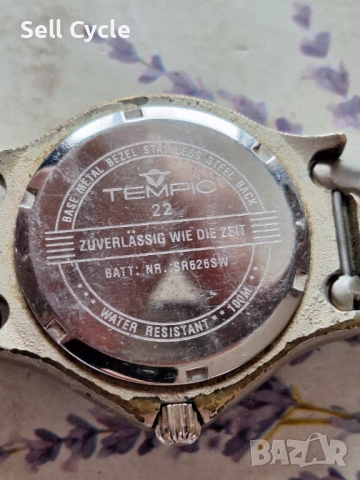 Sell Cycle
BASE METAL BEZEL STAINLESS STEEL BACK
TEMPIC
22
ZUVERLÄSSIG WIE DIE ZEIT
BATT: NR.:SR626SW
WATER RESISTANT 100M.
BAZAR